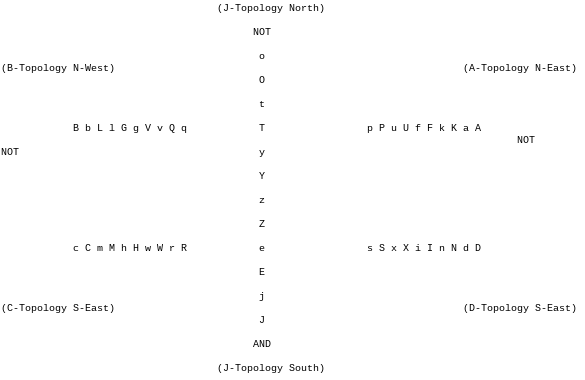 (J-Topology North)
NOT
o
(B-Topology N-West) (A-Topology N-East)
O
t
B b L l G g V v Q q T p P u U f F k K a A
NOT
NOT y
Y
z
Z
c C m M h H w W r R e s S x X i I n N d D
E
j
(C-Topology S-East) (D-Topology S-East)
J
AND
(J-Topology South)